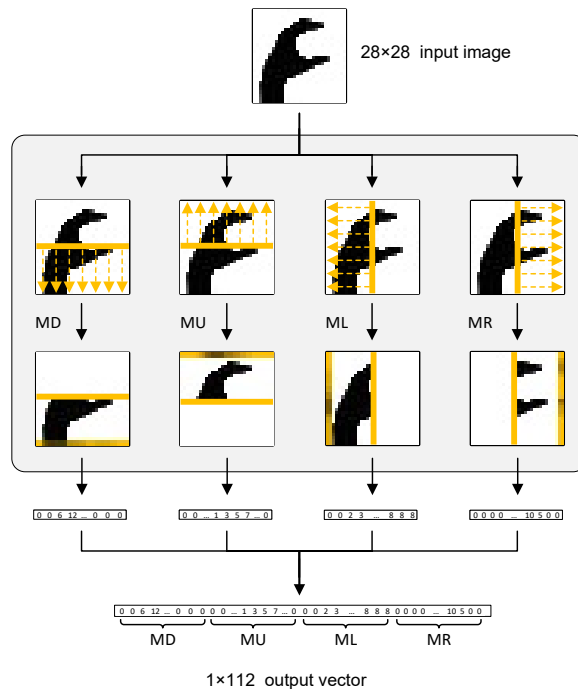 28×28 input image
MD MU ML MR
0 0 6 12 ... 0 0 0
0 0 ... 1 3 5 7 ... 0
0 0 2 3 ... 8 8 8
0 0 0 0 ... 10 5 0 0
0 0 6 12 ... 0 0 0 0 0 ... 1 3 5 7 ... 0 0 0 2 3 ... 8 8 8 0 0 0 0 ... 10 5 0 0
MD MU ML MR
1×112 output vector